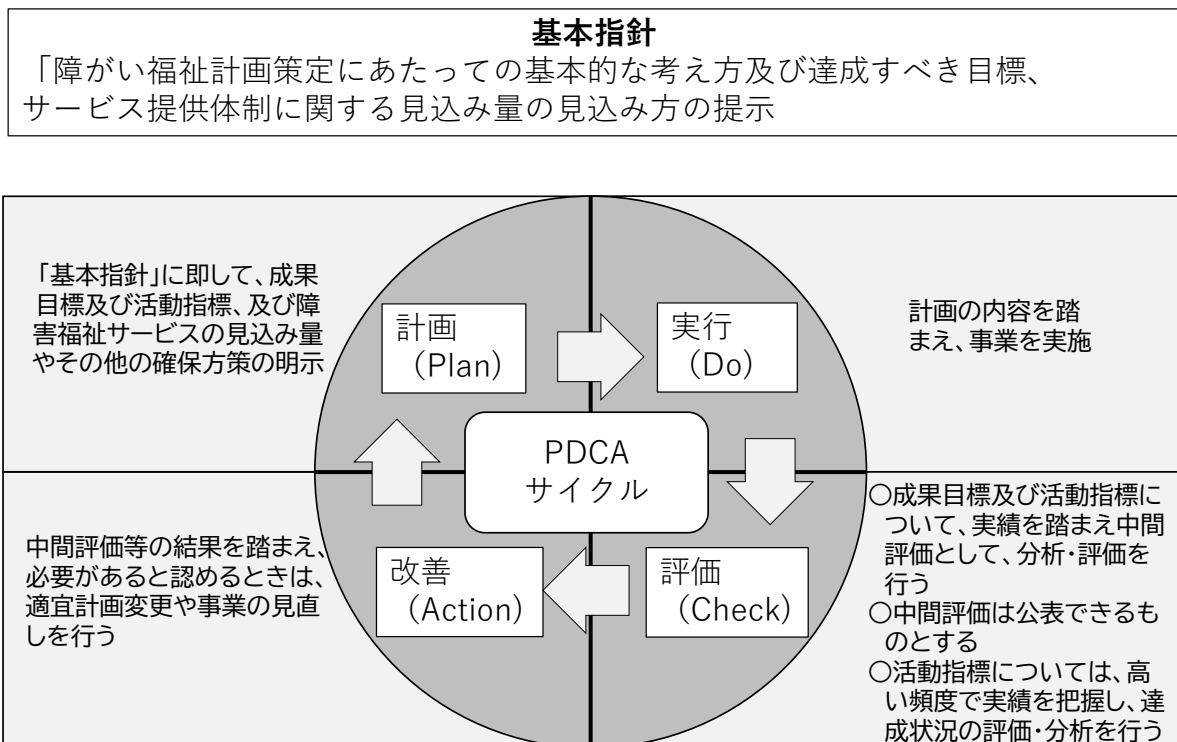 基本指針
「障がい福祉計画策定にあたっての基本的な考え方及び達成すべき目標、
サービス提供体制に関する見込み量の見込み方の提示
「基本指針」に即して、成果
目標及び活動指標、及び障
害福祉サービスの見込み量
やその他の確保方策の明示
計画
（Plan）
実行
（Do）
計画の内容を踏
まえ、事業を実施
PDCA
サイクル
中間評価等の結果を踏まえ、
必要があると認めるときは、
適宜計画変更や事業の見直
しを行う
改善
（Action）
評価
（Check）
○成果目標及び活動指標に
ついて、実績を踏まえ中間
評価として、分析・評価を
行う
○中間評価は公表できるも
のとする
○活動指標については、高
い頻度で実績を把握し、達
成状況の評価・分析を行う